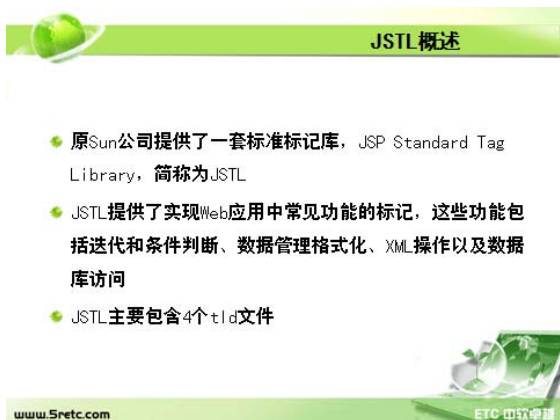 JSTL概述
原Sun公司提供了一套标准标记库，JSP Standard Tag
Library，简称为JSTL
JSTL提供了实现Web应用中常见功能的标记，这些功能包
括迭代和条件判断、数据管理格式化、XML操作以及数据
库访问
JSTL主要包含4个tld文件
www.5retc.com
ETC 中软卓越